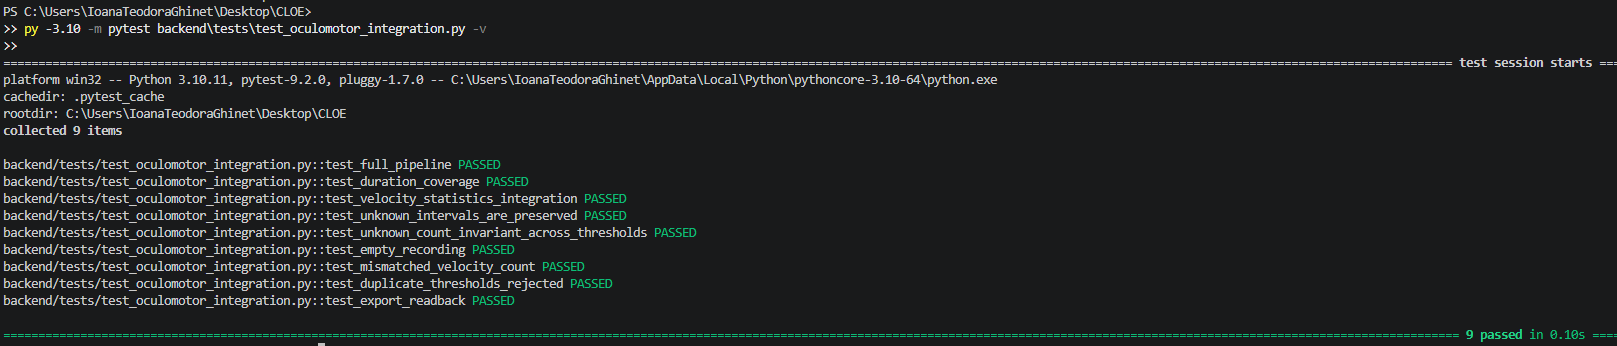 PS C:\Users\IoanaTeodoraGhinet\Desktop\CLOE>
>> py -3.10 -m pytest backend\tests\test_oculomotor_integration.py -v
>>
================================ test session starts ===
platform win32 -- Python 3.10.11, pytest-9.2.0, pluggy-1.7.0 -- C:\Users\IoanaTeodoraGhinet\AppData\Local\Python\pythoncore-3.10-64\python.exe
cachedir: .pytest_cache
rootdir: C:\Users\IoanaTeodoraGhinet\Desktop\CLOE
collected 9 items
backend/tests/test_oculomotor_integration.py::test_full_pipeline PASSED
backend/tests/test_oculomotor_integration.py::test_duration_coverage PASSED
backend/tests/test_oculomotor_integration.py::test_velocity_statistics_integration PASSED
backend/tests/test_oculomotor_integration.py::test_unknown_intervals_are_preserved PASSED
backend/tests/test_oculomotor_integration.py::test_unknown_count_invariant_across_thresholds PASSED
backend/tests/test_oculomotor_integration.py::test_empty_recording PASSED
backend/tests/test_oculomotor_integration.py::test_mismatched_velocity_count PASSED
backend/tests/test_oculomotor_integration.py::test_duplicate_thresholds_rejected PASSED
backend/tests/test_oculomotor_integration.py::test_export_readback PASSED
================================ 9 passed in 0.10s ====